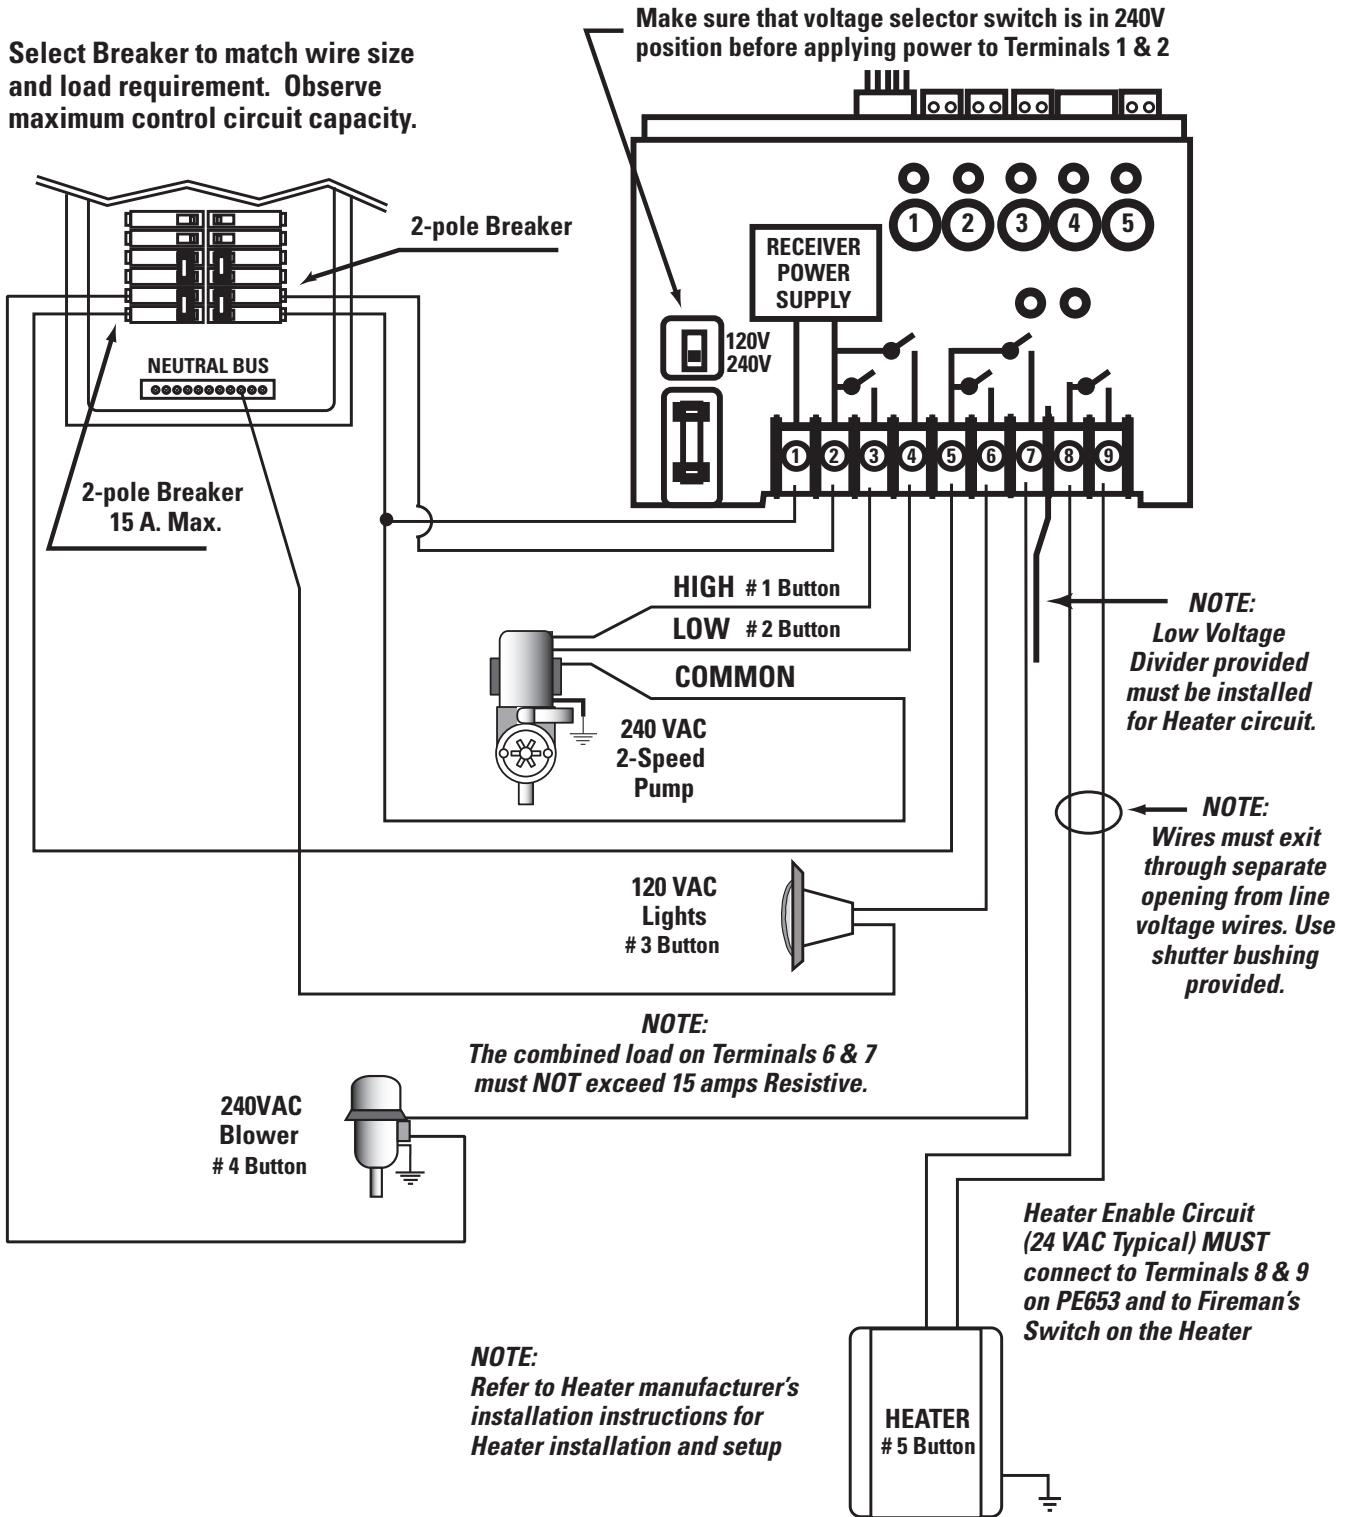 Make sure that voltage selector switch is in 240V
position before applying power to Terminals 1 & 2
Select Breaker to match wire size
and load requirement.  Observe
maximum control circuit capacity.
2-pole Breaker
NEUTRAL BUS
2-pole Breaker
15 A. Max.
1 2 3 4 5
RECEIVER
POWER
SUPPLY
120V
240V
1 2 3 4 5 6 7 8 9
HIGH # 1 Button
LOW # 2 Button
COMMON
240 VAC
2-Speed
Pump
NOTE:
Low Voltage
Divider provided
must be installed
for Heater circuit.
NOTE:
Wires must exit
through separate
opening from line
voltage wires. Use
shutter bushing
provided.
120 VAC
Lights
# 3 Button
NOTE:
The combined load on Terminals 6 & 7
must NOT exceed 15 amps Resistive.
240VAC
Blower
# 4 Button
Heater Enable Circuit
(24 VAC Typical) MUST
connect to Terminals 8 & 9
on PE653 and to Fireman's
Switch on the Heater
NOTE:
Refer to Heater manufacturer's
installation instructions for
Heater installation and setup
HEATER
# 5 Button